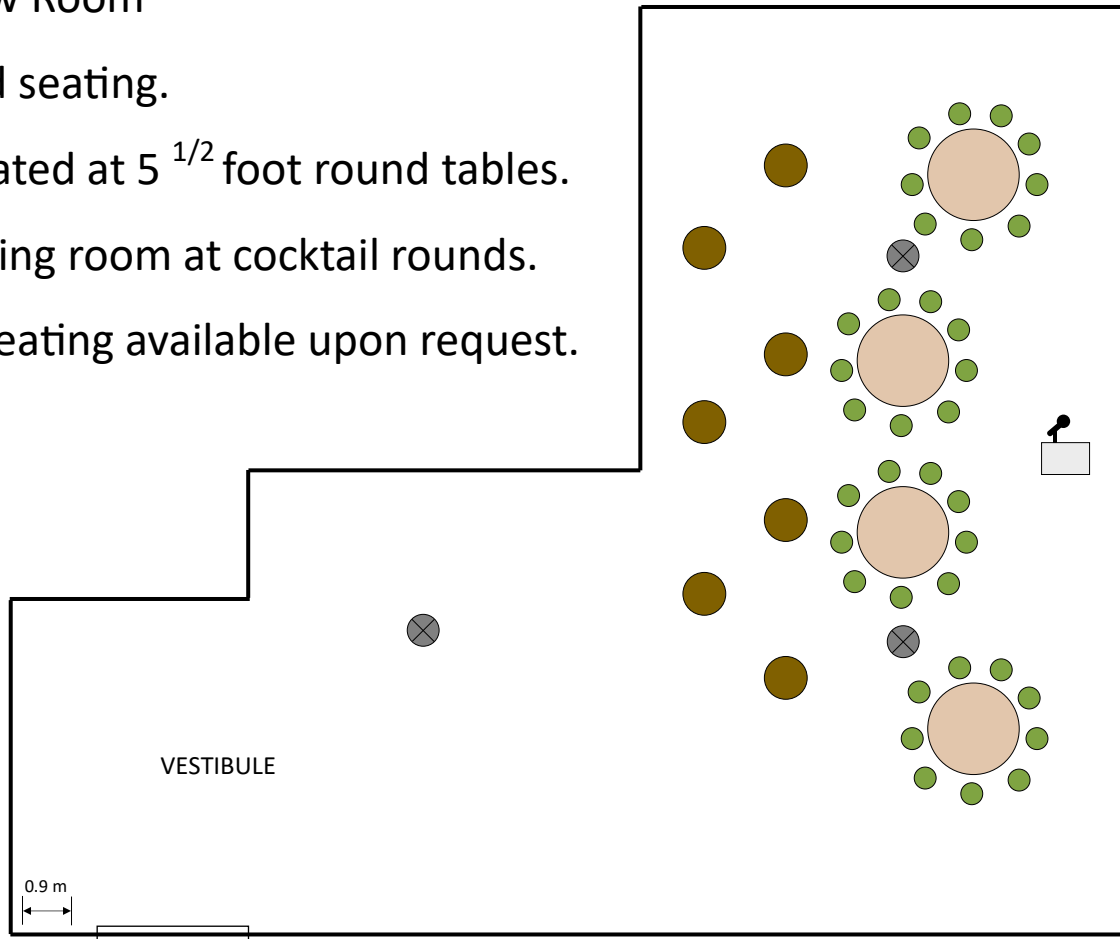 w Room
d seating.
ated at 5 1/2 foot round tables.
ing room at cocktail rounds.
eating available upon request.
VESTIBULE
0.9 m